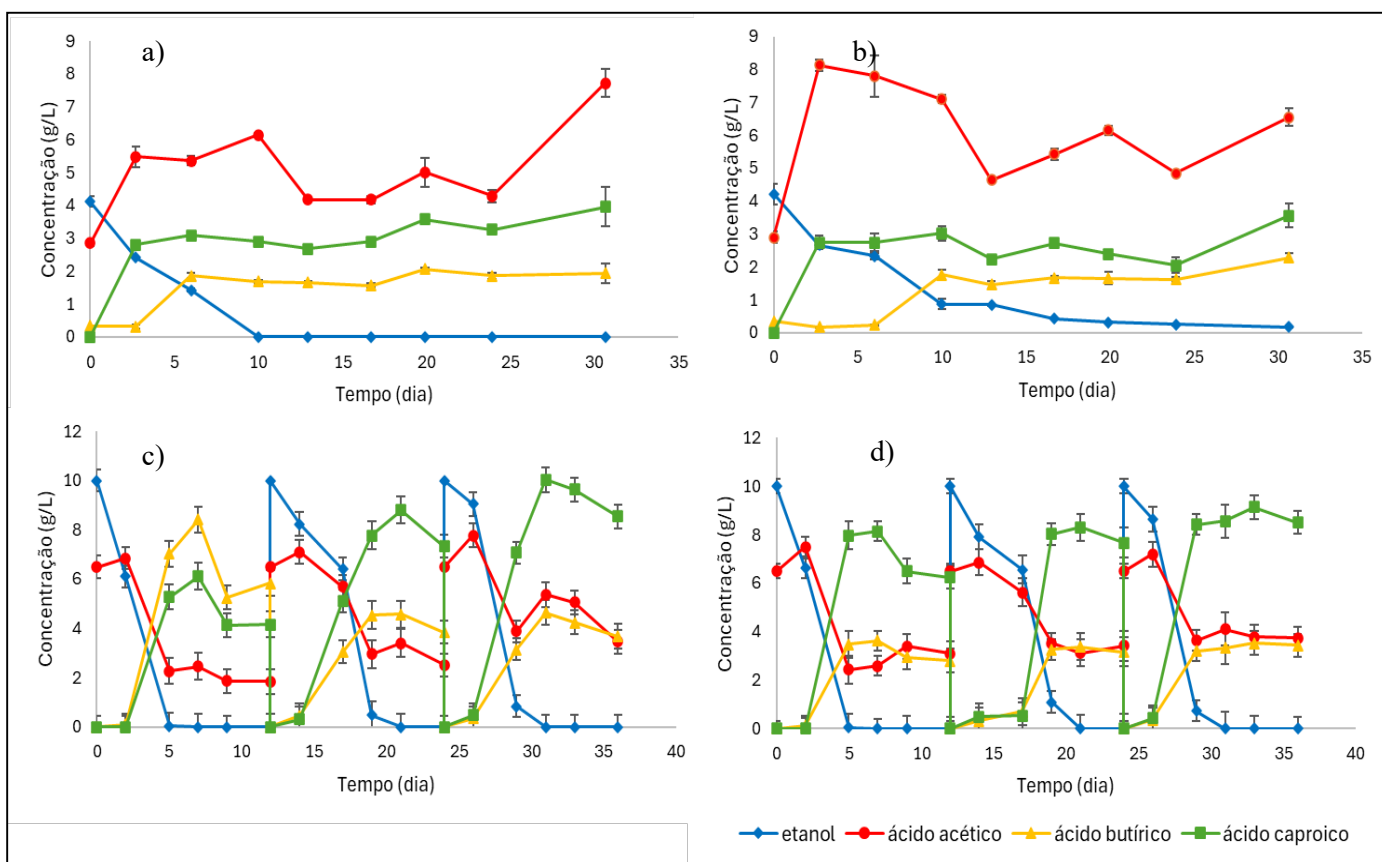 a)
Concentração (g/L)
9
8
7
6
5
4
3
2
1
0
0 5 10 15 20 25 30 35
Tempo (dia)
b)
Concentração (g/L)
9
8
7
6
5
4
3
2
1
0
0 5 10 15 20 25 30 35
Tempo (dia)
c)
Concentração (g/L)
12
10
8
6
4
2
0
0 5 10 15 20 25 30 35 40
Tempo (dia)
d)
Concentração (g/L)
12
10
8
6
4
2
0
0 5 10 15 20 25 30 35 40
Tempo (dia)
etanol ácido acético ácido butírico ácido caproico